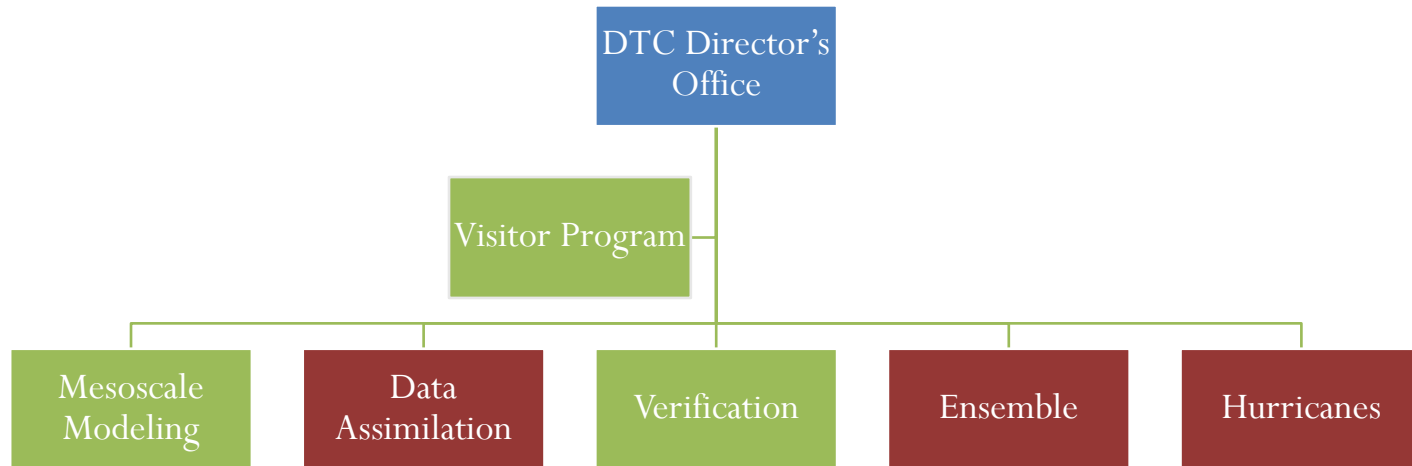 DTC Director’s
Office
Visitor Program
Mesoscale
Modeling
Data
Assimilation
Verification
Ensemble
Hurricanes